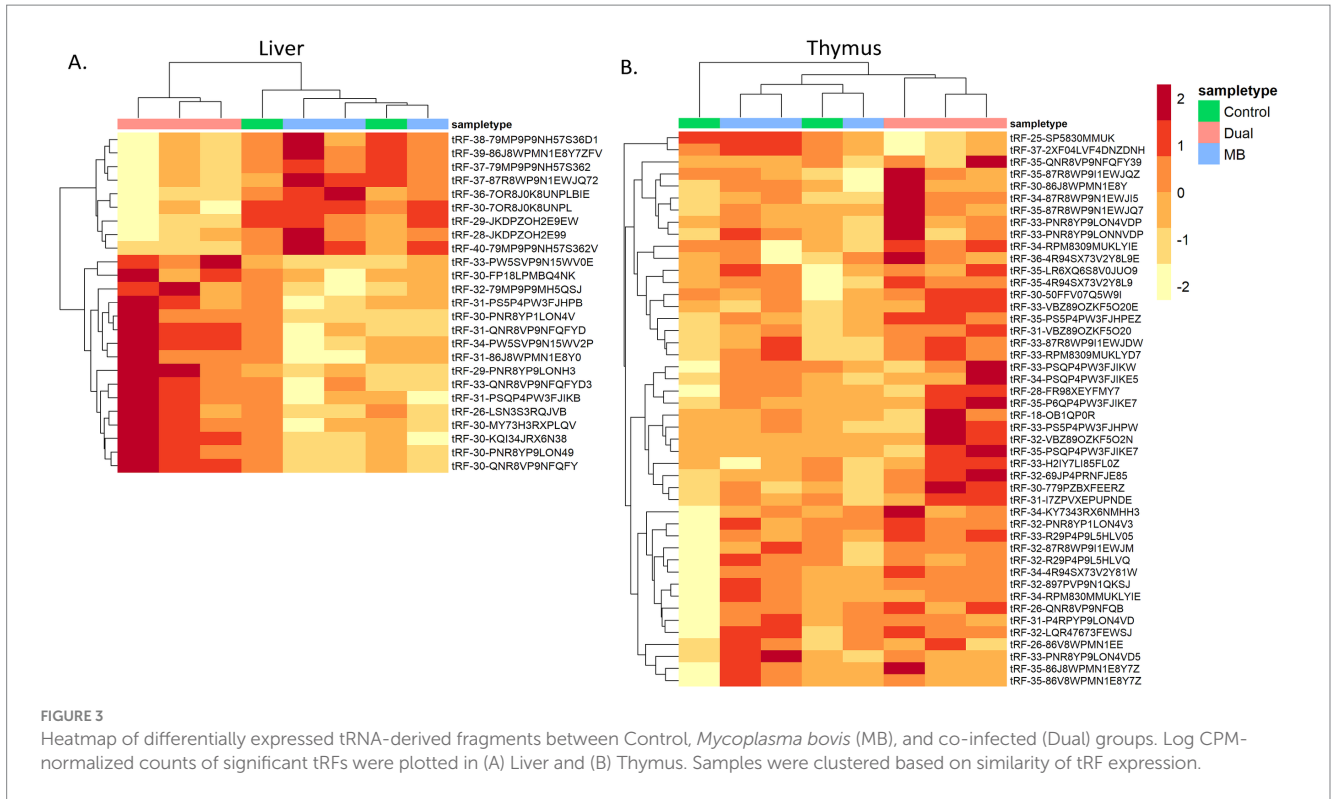 Liver
A.
sampletype
tRF-38-79MP9P9NH57S36D1
tRF-39-86J8WPMN1E8Y7ZFV
tRF-37-79MP9P9NH57S362
tRF-37-87R8WP9N1EWJQ72
tRF-36-7OR8J0K8UNPLBIE
tRF-30-7OR8J0K8UNPL
tRF-29-JKDPZOH2E9EW
tRF-28-JKDPZOH2E99
tRF-40-79MP9P9NH57S362V
tRF-33-PW5SVP9N15WV0E
tRF-30-FP18LPMBQ4NK
tRF-32-79MP9P9MH5QSJ
tRF-31-PS5P4PW3FJHPB
tRF-30-PNR8YP1LON4V
tRF-31-QNR8VP9NFQFYD
tRF-34-PW5SVP9N15WV2P
tRF-31-86J8WPMN1E8Y0
tRF-29-PNR8YP9LONH3
tRF-33-QNR8VP9NFQFYD3
tRF-31-PSQP4PW3FJIKB
tRF-26-LSN3S3RQJVB
tRF-30-MY73H3RXPLQV
tRF-30-KQI34JRX6N38
tRF-30-PNR8YP9LON49
tRF-30-QNR8VP9NFQFY
Thymus
B.
sampletype
tRF-25-SP5830MMUK
tRF-37-2XF04LVF4DNZDNH
tRF-35-QNR8VP9NFQFY39
tRF-35-87R8WP9I1EWJQZ
tRF-30-86J8WPMN1E8Y
tRF-34-87R8WP9N1EWJI5
tRF-35-87R8WP9N1EWJQ7
tRF-33-PNR8YP9LON4VDP
tRF-33-PNR8YP9LONNVDP
tRF-34-RPM8309MUKLYIE
tRF-36-4R94SX73V2Y8L9E
tRF-35-LR6XQ6S8V0JUO9
tRF-35-4R94SX73V2Y8L9
tRF-30-50FFV07Q5W9I
tRF-33-VBZ89OZKF5O20E
tRF-35-PS5P4PW3FJHPEZ
tRF-31-VBZ89OZKF5O20
tRF-33-87R8WP9I1EWJDW
tRF-33-RPM8309MUKLYD7
tRF-33-PSQP4PW3FJIKW
tRF-34-PSQP4PW3FJIKE5
tRF-28-FR98XEYFMY7
tRF-35-P6QP4PW3FJIKE7
tRF-18-OB1QP0R
tRF-33-PS5P4PW3FJHPW
tRF-32-VBZ89OZKF5O2N
tRF-35-PSQP4PW3FJIKE7
tRF-33-H2IY7LI85FL0Z
tRF-32-69JP4PRNFJE85
tRF-30-779PZBXFEERZ
tRF-31-I7ZPVXEPUPNDE
tRF-34-KY7343RX6NMHH3
tRF-32-PNR8YP1LON4V3
tRF-33-R29P4P9L5HLV05
tRF-32-87R8WP9I1EWJM
tRF-32-R29P4P9L5HLVQ
tRF-34-4R94SX73V2Y81W
tRF-32-897PVP9N1QKSJ
tRF-34-RPM830MMUKLYIE
tRF-26-QNR8VP9NFQB
tRF-31-P4RPYP9LON4VD
tRF-32-LQR47673FEWSJ
tRF-26-86V8WPMN1EE
tRF-33-PNR8YP9LON4VD5
tRF-35-86J8WPMN1E8Y7Z
tRF-35-86V8WPMN1E8Y7Z
2
1
0
-1
-2
sampletype
Control
Dual
MB
FIGURE 3
Heatmap of differentially expressed tRNA-derived fragments between Control, Mycoplasma bovis (MB), and co-infected (Dual) groups. Log CPM-
normalized counts of significant tRFs were plotted in (A) Liver and (B) Thymus. Samples were clustered based on similarity of tRF expression.